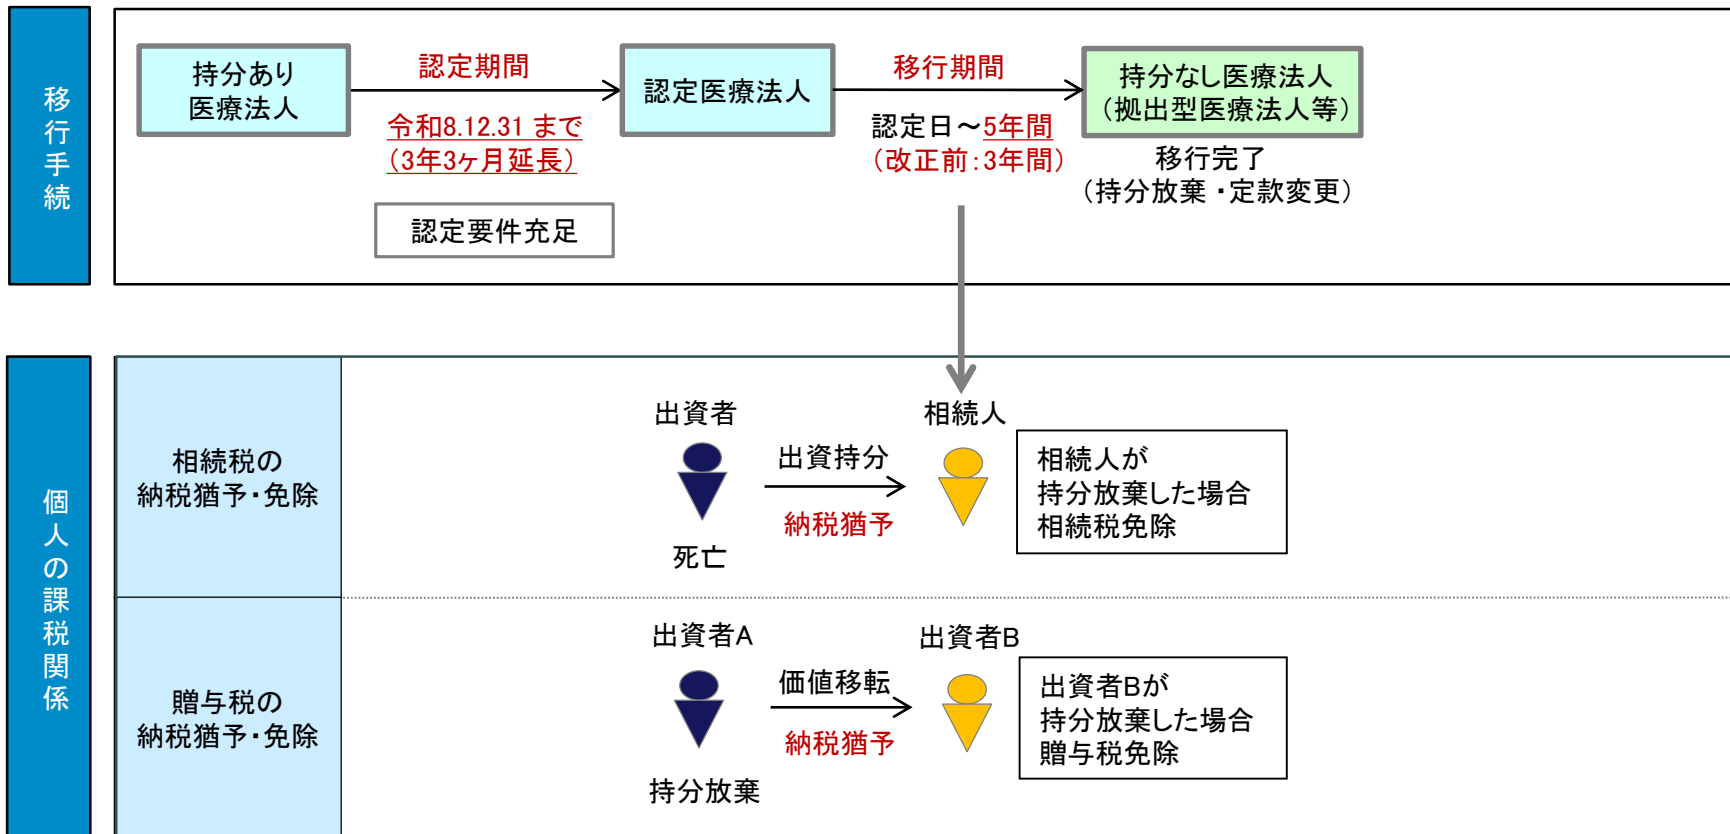 移行手続
持分あり
医療法人
認定期間
令和8.12.31 まで
(3年3ヶ月延長)
認定要件充足
認定医療法人
移行期間
認定日～5年間
(改正前:3年間)
持分なし医療法人
(拠出型医療法人等)
移行完了
(持分放棄・定款変更)
個人の課税関係
相続税の
納税猶予・免除
出資者
死亡
出資持分
納税猶予
相続人
相続人が
持分放棄した場合
相続税免除
贈与税の
納税猶予・免除
出資者A
持分放棄
価値移転
納税猶予
出資者B
出資者Bが
持分放棄した場合
贈与税免除